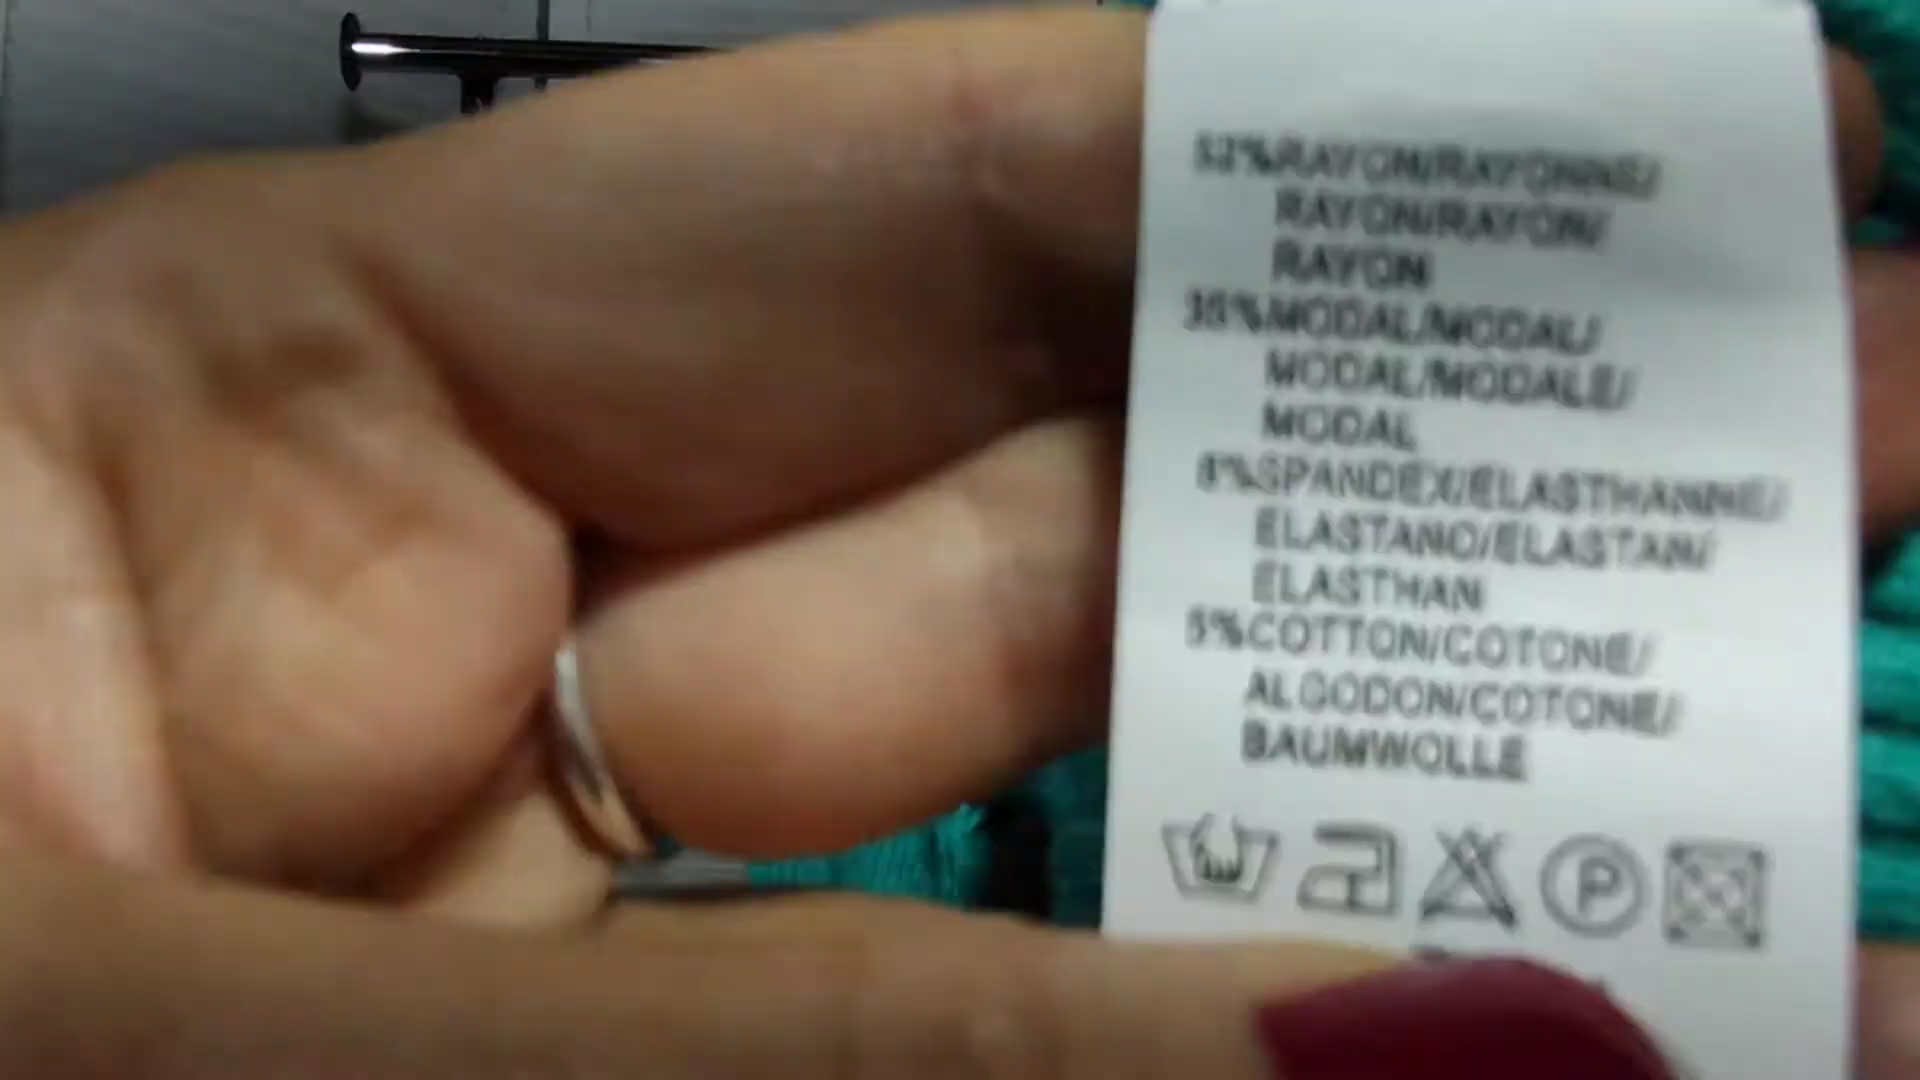 52%RAYON/RAYONNE/
RAYON/RAYON/
RAYON
35%MODAL/MODAL/
MODAL/MODALE/
MODAL
8%SPANDEX/ELASTHANNE/
ELASTANO/ELASTAN/
ELASTHAN
5%COTTON/COTONE/
ALGODON/COTONE/
BAUMWOLLE
P